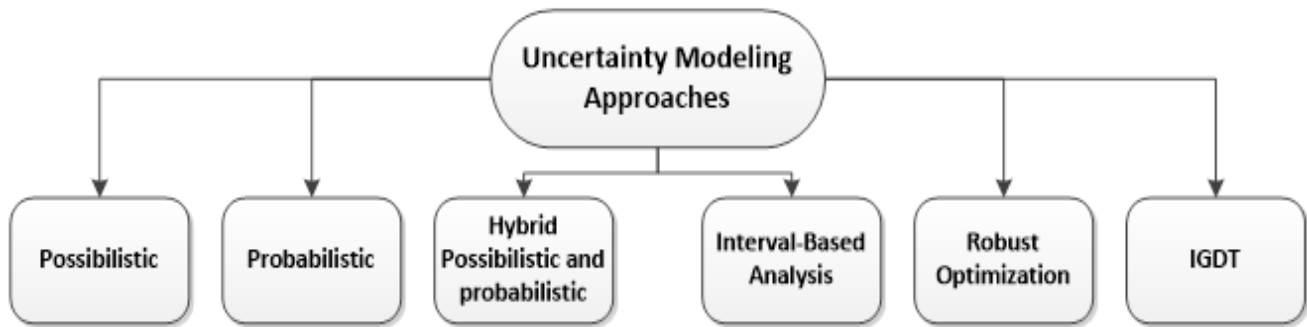 Uncertainty Modeling
Approaches
Possibilistic
Probabilistic
Hybrid
Possibilistic and
probabilistic
Interval-Based
Analysis
Robust
Optimization
IGDT